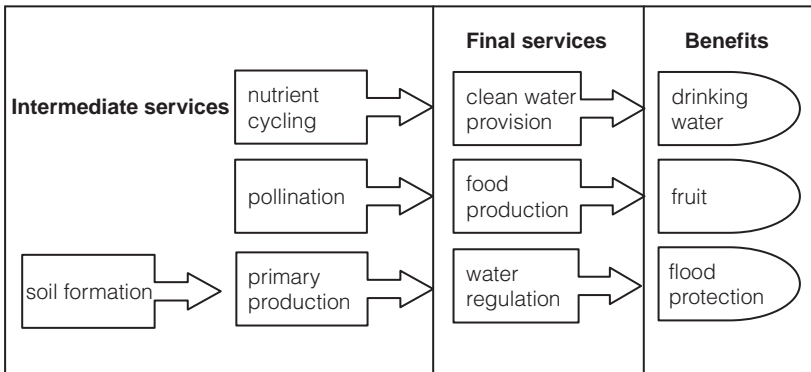 Intermediate services
Final services
Benefits
nutrient
cycling
clean water
provision
drinking
water
pollination
food
production
fruit
soil formation
primary
production
water
regulation
flood
protection